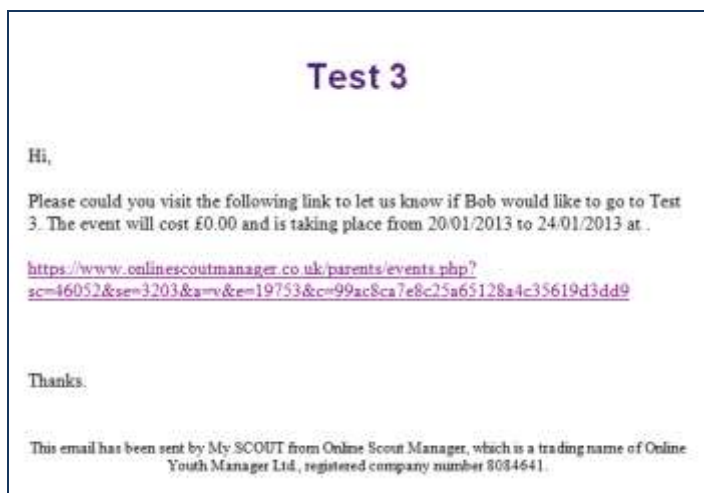 Test 3
Hi,
Please could you visit the following link to let us know if Bob would like to go to Test
3. The event will cost £0.00 and is taking place from 20/01/2013 to 24/01/2013 at .
https://www.onlinescoutmanager.co.uk/parents/events.php?
sc=46052&se=3203&a=v&e=19753&c=99ac8ca7e8c25a65128a4c35619d3dd9
Thanks.
This email has been sent by My SCOUT from Online Scout Manager, which is a trading name of Online
Youth Manager Ltd., registered company number 8084641.